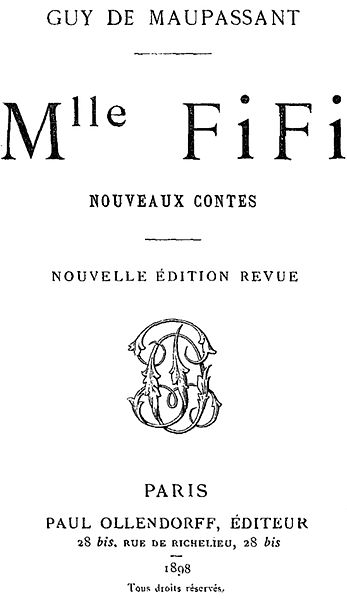 GUY DE MAUPASSANT
Mlle FiFi
NOUVEAUX CONTES
NOUVELLE ÉDITION REVUE
PARIS
PAUL OLLENDORFF, ÉDITEUR
28 bis, RUE DE RICHELIEU, 28 bis
1898
Tous droits réservés.